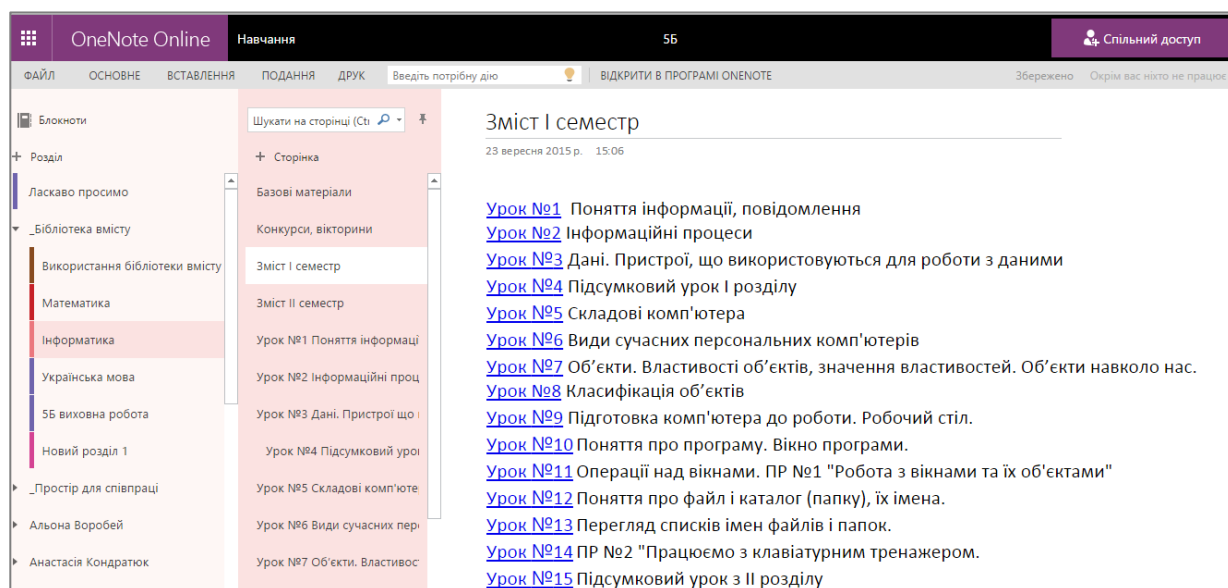 OneNote Online
Навчання
5Б
Спільний доступ
ФАЙЛ ОСНОВНЕ ВСТАВЛЕННЯ ПОДАННЯ ДРУК Введіть потрібну дію ВІДКРИТИ В ПРОГРАМІ ONENOTE Збережено Окрім вас ніхто не працює
Блокноти
+ Розділ
Ласкаво просимо
_Бібліотека вмісту
Використання бібліотеки вмісту
Математика
Інформатика
Українська мова
5Б виховна робота
Новий розділ 1
_Простір для співпраці
Альона Воробей
Анастасія Кондратюк
Шукати на сторінці (Ct
+ Сторінка
Базові матеріали
Конкурси, вікторини
Зміст І семестр
Зміст ІІ семестр
Урок №1 Поняття інформаці
Урок №2 Інформаційні проц
Урок №3 Дані. Пристрої що
Урок №4 Підсумковий уро
Урок №5 Складові комп'юте
Урок №6 Види сучасних пер
Урок №7 Об'єкти. Властивос
Зміст І семестр
23 вересня 2015 р. 15:06
Урок №1 Поняття інформації, повідомлення
Урок №2 Інформаційні процеси
Урок №3 Дані. Пристрої, що використовуються для роботи з даними
Урок №4 Підсумковий урок І розділу
Урок №5 Складові комп'ютера
Урок №6 Види сучасних персональних комп'ютерів
Урок №7 Об’єкти. Властивості об’єктів, значення властивостей. Об’єкти навколо нас.
Урок №8 Класифікація об’єктів
Урок №9 Підготовка комп'ютера до роботи. Робочий стіл.
Урок №10 Поняття про програму. Вікно програми.
Урок №11 Операції над вікнами. ПР №1 "Робота з вікнами та їх об'єктами"
Урок №12 Поняття про файл і каталог (папку), їх імена.
Урок №13 Перегляд списків імен файлів і папок.
Урок №14 ПР №2 "Працюємо з клавіатурним тренажером.
Урок №15 Підсумковий урок з ІІ розділу